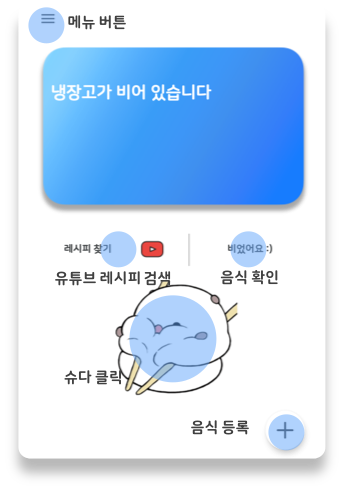 메뉴 버튼
냉장고가 비어 있습니다
레시피 찾기
비었어요 :)
유튜브 레시피 검색
음식 확인
슈다 클릭
음식 등록